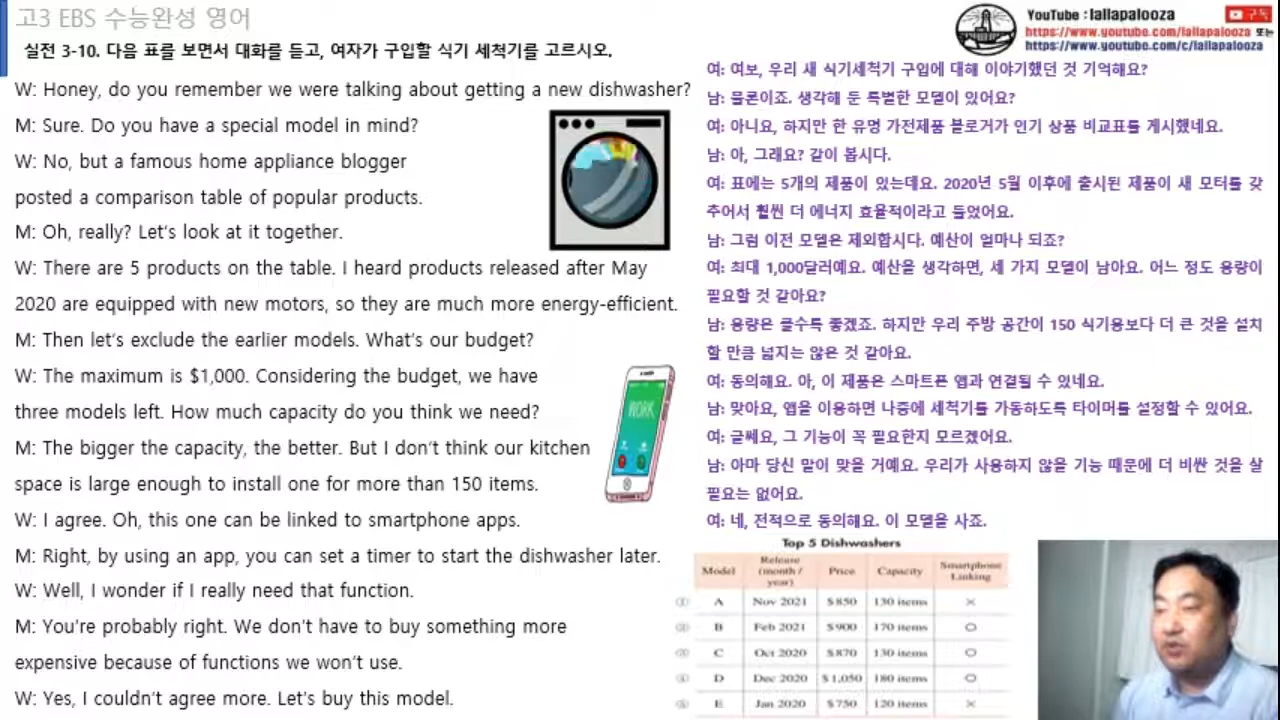 고3 EBS 수능완성 영어
실전 3-10. 다음 표를 보면서 대화를 듣고, 여자가 구입할 식기 세척기를 고르시오.
W: Honey, do you remember we were talking about getting a new dishwasher?
M: Sure. Do you have a special model in mind?
W: No, but a famous home appliance blogger
posted a comparison table of popular products.
M: Oh, really? Let's look at it together.
W: There are 5 products on the table. I heard products released after May
2020 are equipped with new motors, so they are much more energy-efficient.
M: Then let's exclude the earlier models. What's our budget?
W: The maximum is $1,000. Considering the budget, we have
three models left. How much capacity do you think we need?
M: The bigger the capacity, the better. But I don't think our kitchen
space is large enough to install one for more than 150 items.
W: I agree. Oh, this one can be linked to smartphone apps.
M: Right, by using an app, you can set a timer to start the dishwasher later.
W: Well, I wonder if I really need that function.
M: You're probably right. We don't have to buy something more
expensive because of functions we won't use.
W: Yes, I couldn't agree more. Let's buy this model.
WORK
YouTube : lallapalooza
구독
https://www.youtube.com/lallapalooza 또는
https://www.youtube.com/c/lallapalooza
여: 여보, 우리 새 식기세척기 구입에 대해 이야기했던 것 기억해요?
남: 물론이죠. 생각해 둔 특별한 모델이 있어요?
여: 아니요, 하지만 한 유명 가전제품 블로거가 인기 상품 비교표를 게시했네요.
남: 아, 그래요? 같이 봅시다.
여: 표에는 5개의 제품이 있는데요. 2020년 5월 이후에 출시된 제품이 새 모터를 갖
추어서 훨씬 더 에너지 효율적이라고 들었어요.
남: 그럼 이전 모델은 제외합시다. 예산이 얼마나 되죠?
여: 최대 1,000달러예요. 예산을 생각하면, 세 가지 모델이 남아요. 어느 정도 용량이
필요할 것 같아요?
남: 용량은 클수록 좋겠죠. 하지만 우리 주방 공간이 150 식기용보다 더 큰 것을 설치
할 만큼 넓지는 않은 것 같아요.
여: 동의해요. 아, 이 제품은 스마트폰 앱과 연결될 수 있네요.
남: 맞아요, 앱을 이용하면 나중에 세척기를 가동하도록 타이머를 설정할 수 있어요.
여: 글쎄요, 그 기능이 꼭 필요한지 모르겠어요.
남: 아마 당신 말이 맞을 거예요. 우리가 사용하지 않을 기능 때문에 더 비싼 것을 살
필요는 없어요.
여: 네, 전적으로 동의해요. 이 모델을 사죠.
Top 5 Dishwashers
Model Release (month / year) Price Capacity Smartphone Linking
① A Nov 2021 $850 130 items ×
② B Feb 2021 $900 170 items ○
③ C Oct 2020 $870 130 items ○
④ D Dec 2020 $1,050 180 items ○
⑤ E Jan 2020 $750 120 items ×